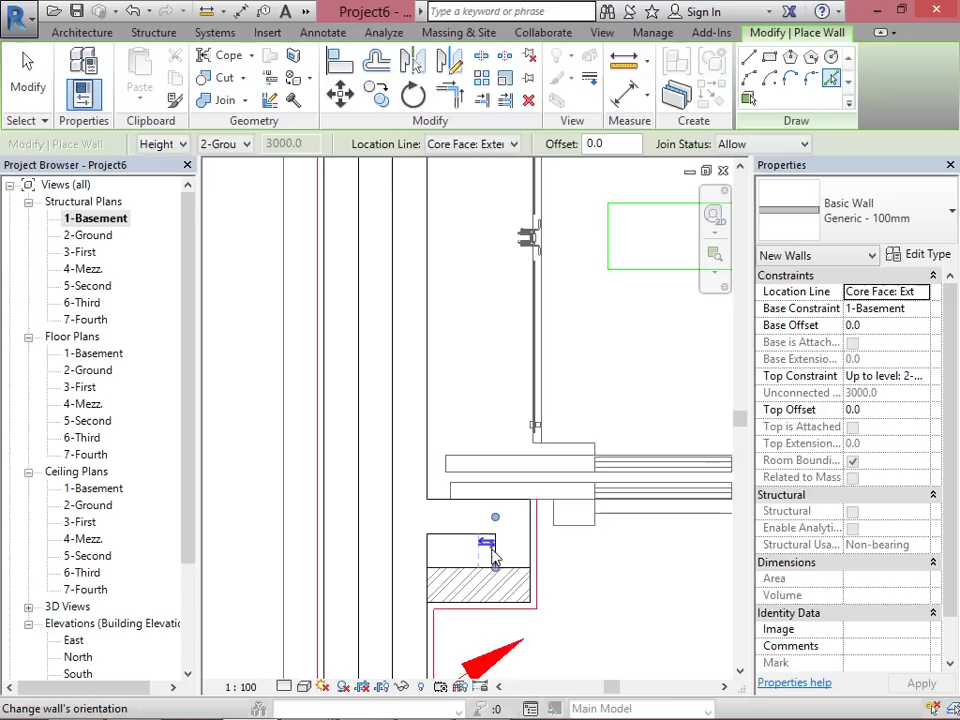 Project6 - ...
Type a keyword or phrase
Sign In
Architecture Structure Systems Insert Annotate Analyze Massing & Site Collaborate View Manage Add-Ins Modify | Place Wall
Modify
Properties
Paste
Cope
Cut
Join
Select Properties Clipboard Geometry Modify View Measure Create Draw
Modify | Place Wall Height 2-Grou 3000.0 Location Line: Core Face: Exter Offset: 0.0 Join Status: Allow
Project Browser - Project6
Views (all)
Structural Plans
1-Basement
2-Ground
3-First
4-Mezz.
5-Second
6-Third
7-Fourth
Floor Plans
1-Basement
2-Ground
3-First
4-Mezz.
5-Second
6-Third
7-Fourth
Ceiling Plans
1-Basement
2-Ground
3-First
4-Mezz.
5-Second
6-Third
7-Fourth
3D Views
Elevations (Building Elevatio
East
North
South
2D
Properties
Basic Wall
Generic - 100mm
New Walls Edit Type
Constraints
Location Line Core Face: Ext
Base Constraint 1-Basement
Base Offset 0.0
Base is Attach...
Base Extensio... 0.0
Top Constraint Up to level: 2-...
Unconnected ... 3000.0
Top Offset 0.0
Top is Attached
Top Extension... 0.0
Room Boundi...
Related to Mass
Structural
Structural
Enable Analyti...
Structural Usa... Non-bearing
Dimensions
Area
Volume
Identity Data
Image
Comments
Mark
Properties help Apply
1 : 100
Change wall's orientation
:0
Main Model